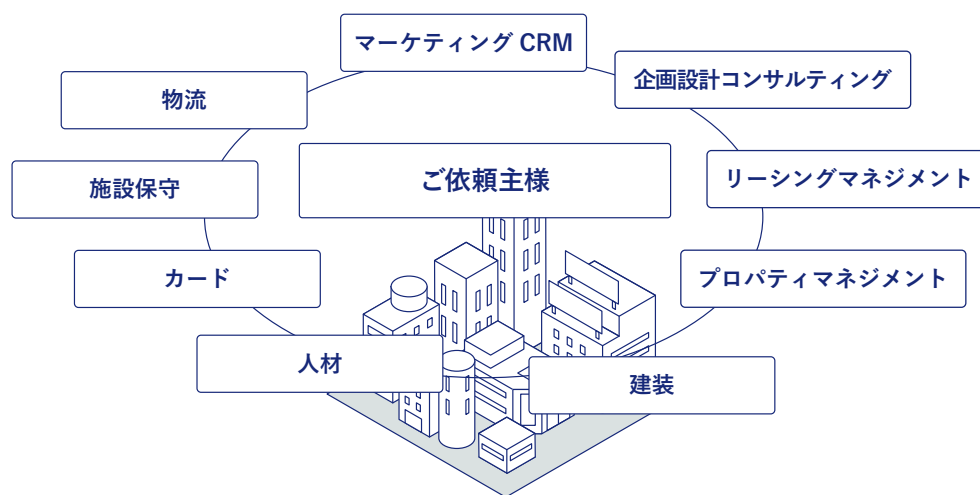 マーケティング CRM
企画設計コンサルティング
物流
ご依頼主様
リーシングマネジメント
施設保守
カード
プロパティマネジメント
人材
建装